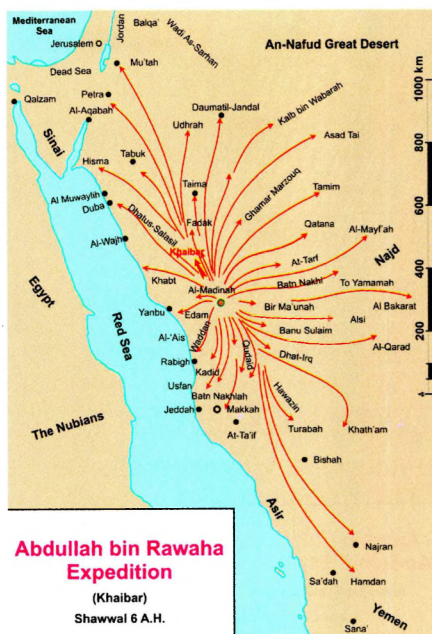 Mediterranean
Sea
Jerusalem
Jordan
Balqa'
Wadi As-Sarhan
An-Nafud Great Desert
Dead Sea
Mu'tah
Petra
Qalzam
Al-Aqabah
Daumatil-Jandal
Kalb bin Wabarah
Udhrah
Asad Tai
Sinai
Tabuk
Hisma
Taima
Ghamar Marzouq
Tamim
Al Muwaylih
Duba
Dhatus-Salasil
Fadak
Qatana
Al-Mayf'ah
Al-Wajh
Khaibar
At-Tarf
Najd
Egypt
Khabt
Al-Madinah
Batn Nakhl
To Yamamah
Yanbu
Edam
Bir Ma'unah
Al Bakarat
Red Sea
Al-'Ais
Waddan
Qudaid
Banu Sulaim
Alsi
Rabigh
Kadid
Dhat-Irq
Al-Qarad
Usfan
Batn Nakhlah
Hawazin
Jeddah
Makkah
The Nubians
At-Ta'if
Turabah
Khath'am
Bishah
Asir
Najran
Sa'dah
Hamdan
Yemen
Sana'
1000 km
800
600
400
200
Abdullah bin Rawaha
Expedition
(Khaibar)
Shawwal 6 A.H.